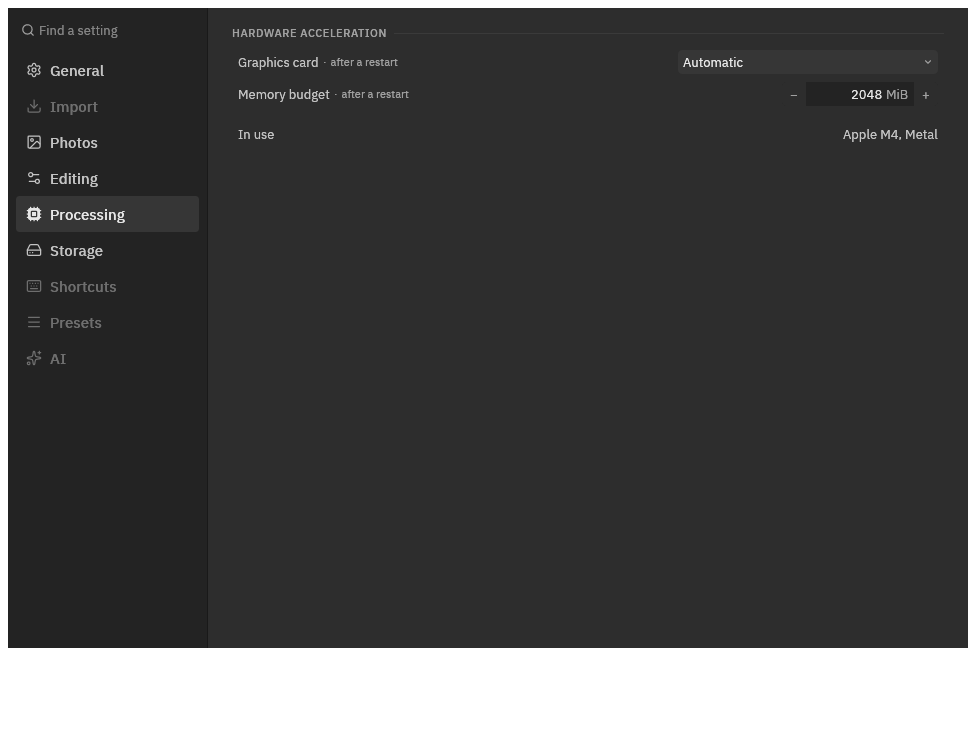 Find a setting
General
Import
Photos
Editing
Processing
Storage
Shortcuts
Presets
AI
HARDWARE ACCELERATION
Graphics card · after a restart
Automatic
Memory budget · after a restart
− 2048 MiB +
In use
Apple M4, Metal